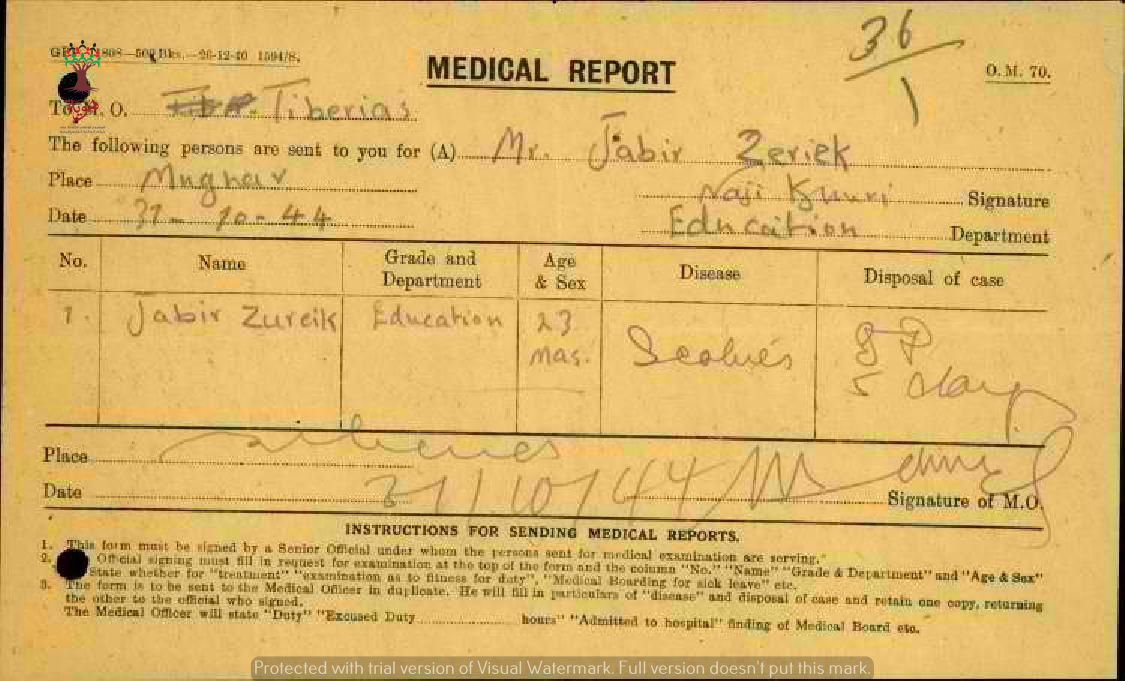 36
1
808—500 Bks.—26-12-40 1594/S.
MEDICAL REPORT
O. M. 70.
To M. O. Tiberias
The following persons are sent to you for (A) Mr. Jabir Zeriek
Place Mughar
Naji Khuri Signature
Date 31-10-44
Education Department
No. Name Grade and Department Age & Sex Disease Disposal of case
1. Jabir Zureik Education 23 mas. Scabies
5 days
Place Tiberias
Date 31/10/44 Signature of M.O.
INSTRUCTIONS FOR SENDING MEDICAL REPORTS.
1. This form must be signed by a Senior Official under whom the persons sent for medical examination are serving.
2. Official signing must fill in request for examination at the top of the form and the column "No." "Name" "Grade & Department" and "Age & Sex"
State whether for "treatment" "examination as to fitness for duty", "Medical Boarding for sick leave" etc.
3. The form is to be sent to the Medical Officer in duplicate. He will fill in particulars of "disease" and disposal of case and retain one copy, returning
the other to the official who signed.
The Medical Officer will state "Duty" "Excused Duty hours" "Admitted to hospital" finding of Medical Board etc.
Protected with trial version of Visual Watermark. Full version doesn't put this mark.